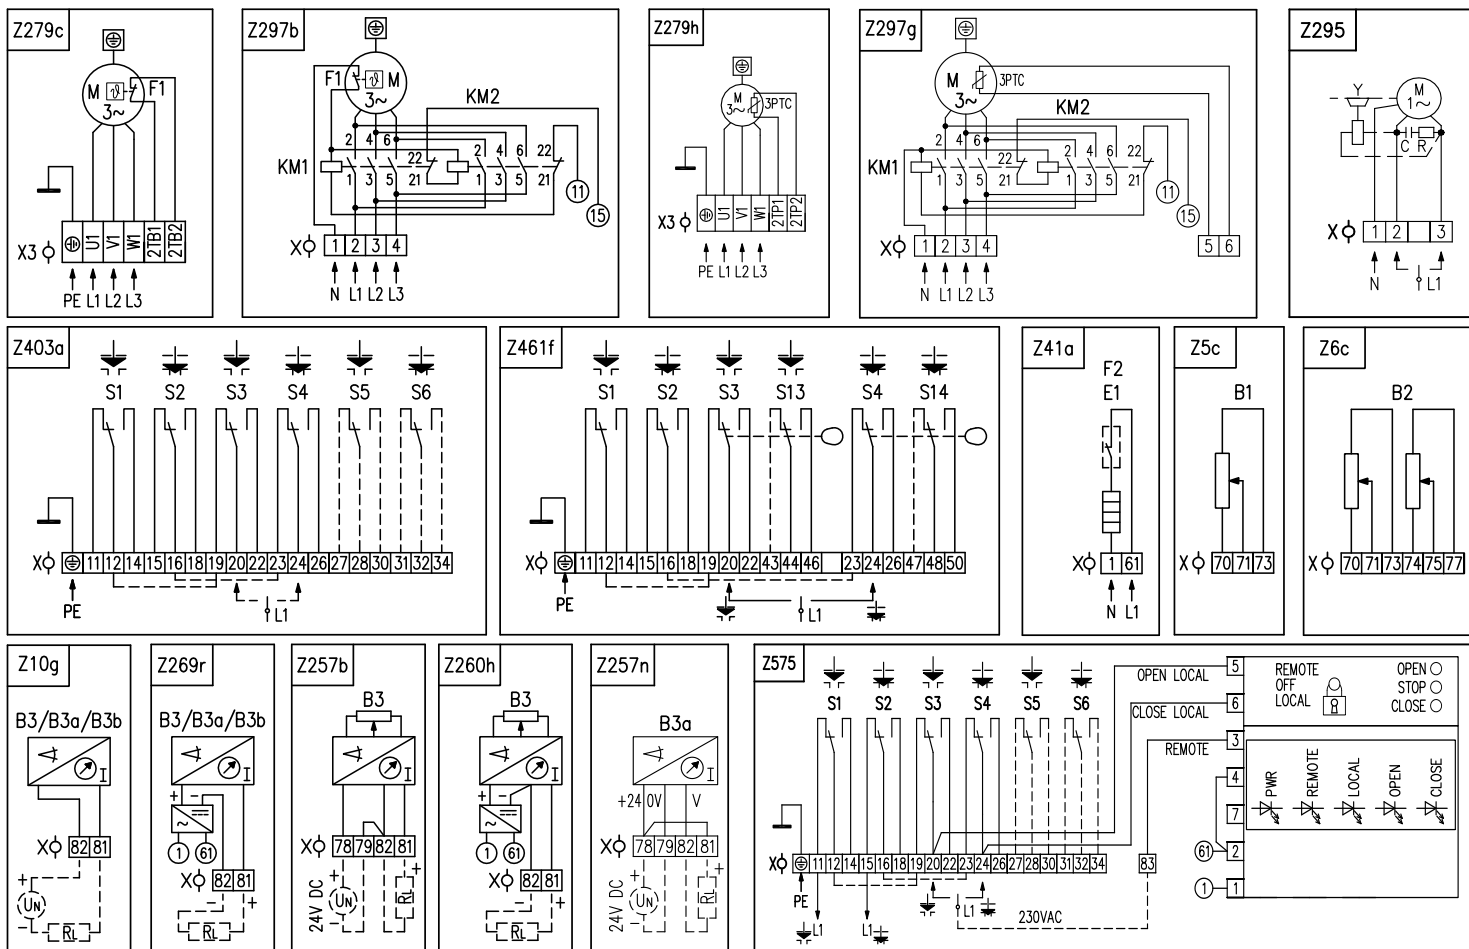 Z279c
M ϑ F1
3~
X3 U1 V1 W1 2TB1 2TB2
PE L1 L2 L3
Z297b
F1 ϑ M
3~
KM2
2 4 6 22 2 4 6 22
KM1
1 3 5 21 1 3 5 21
11
15
X 1 2 3 4
N L1 L2 L3
Z279h
M
3~ 3PTC
X3 U1 V1 W1 2TP1 2TP2
PE L1 L2 L3
Z297g
M 3PTC
3~
KM2
2 4 6 22 2 4 6 22
KM1
1 3 5 21 1 3 5 21
11
15
X 1 2 3 4 5 6
N L1 L2 L3
Z295
Y M
1~
C R
X 1 2 3
N L1
Z403a
S1 S2 S3 S4 S5 S6
X 11 12 14 15 16 18 19 20 22 23 24 26 27 28 30 31 32 34
PE L1
Z461f
S1 S2 S3 S13 S4 S14
X 11 12 14 15 16 18 19 20 22 43 44 46 23 24 26 47 48 50
PE L1
Z41a
F2
E1
X 1 61
N L1
Z5c
B1
X 70 71 73
Z6c
B2
X 70 71 73 74 75 77
Z10g
B3/B3a/B3b
I
X 82 81
+
UN
-
RL
Z269r
B3/B3a/B3b
I
+ -
~
1 61
X 82 81
- +
RL
Z257b
B3
I
X 78 79 82 81
+ +
24V DC UN RL
- -
Z260h
B3
I
+ -
~
1 61
X 82 81
- +
RL
Z257n
B3a
I
+24 0V V
X 78 79 82 81
+ +
24V DC UN RL
- -
Z575
S1 S2 S3 S4 S5 S6
X 11 12 14 15 16 18 19 20 22 23 24 26 27 28 30 31 32 34 83
PE L1 L1 L1 230VAC
OPEN LOCAL 5
CLOSE LOCAL 6
REMOTE 3
4
7
61 2
1 1
REMOTE
OFF
LOCAL
OPEN
STOP
CLOSE
PWR
REMOTE
LOCAL
OPEN
CLOSE